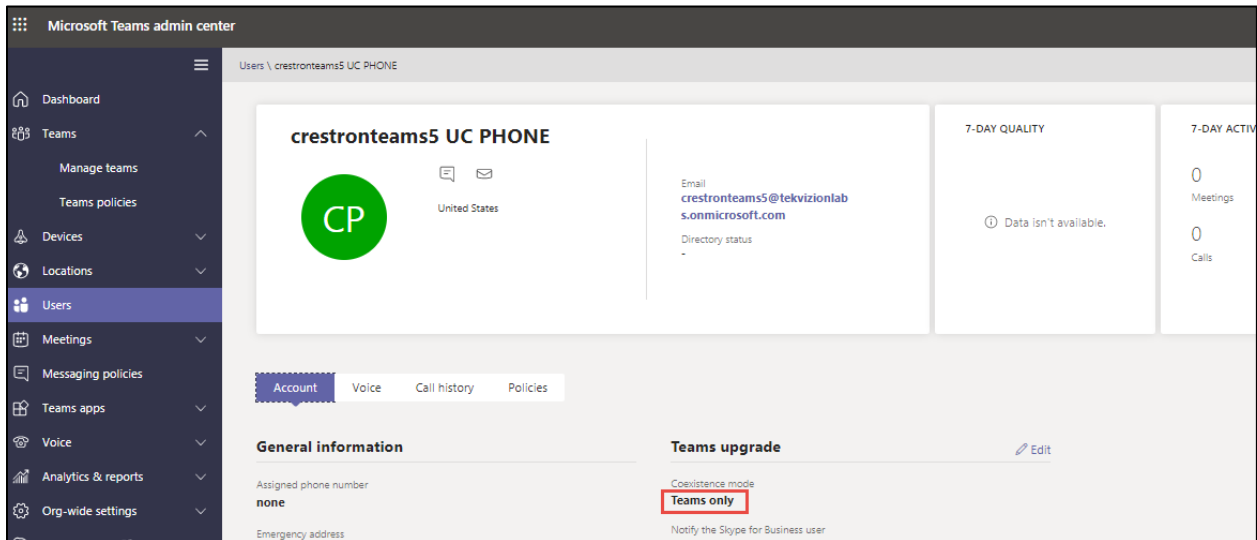 Microsoft Teams admin center
Users \ crestronteams5 UC PHONE
Dashboard
Teams
Manage teams
Teams policies
Devices
Locations
Users
Meetings
Messaging policies
Teams apps
Voice
Analytics & reports
Org-wide settings
crestronteams5 UC PHONE
CP
United States
Email
crestronteams5@tekvizionlab
s.onmicrosoft.com
Directory status
-
7-DAY QUALITY
Data isn't available.
7-DAY ACTIV
0
Meetings
0
Calls
Account Voice Call history Policies
General information
Assigned phone number
none
Emergency address
Teams upgrade
Edit
Coexistence mode
Teams only
Notify the Skype for Business user